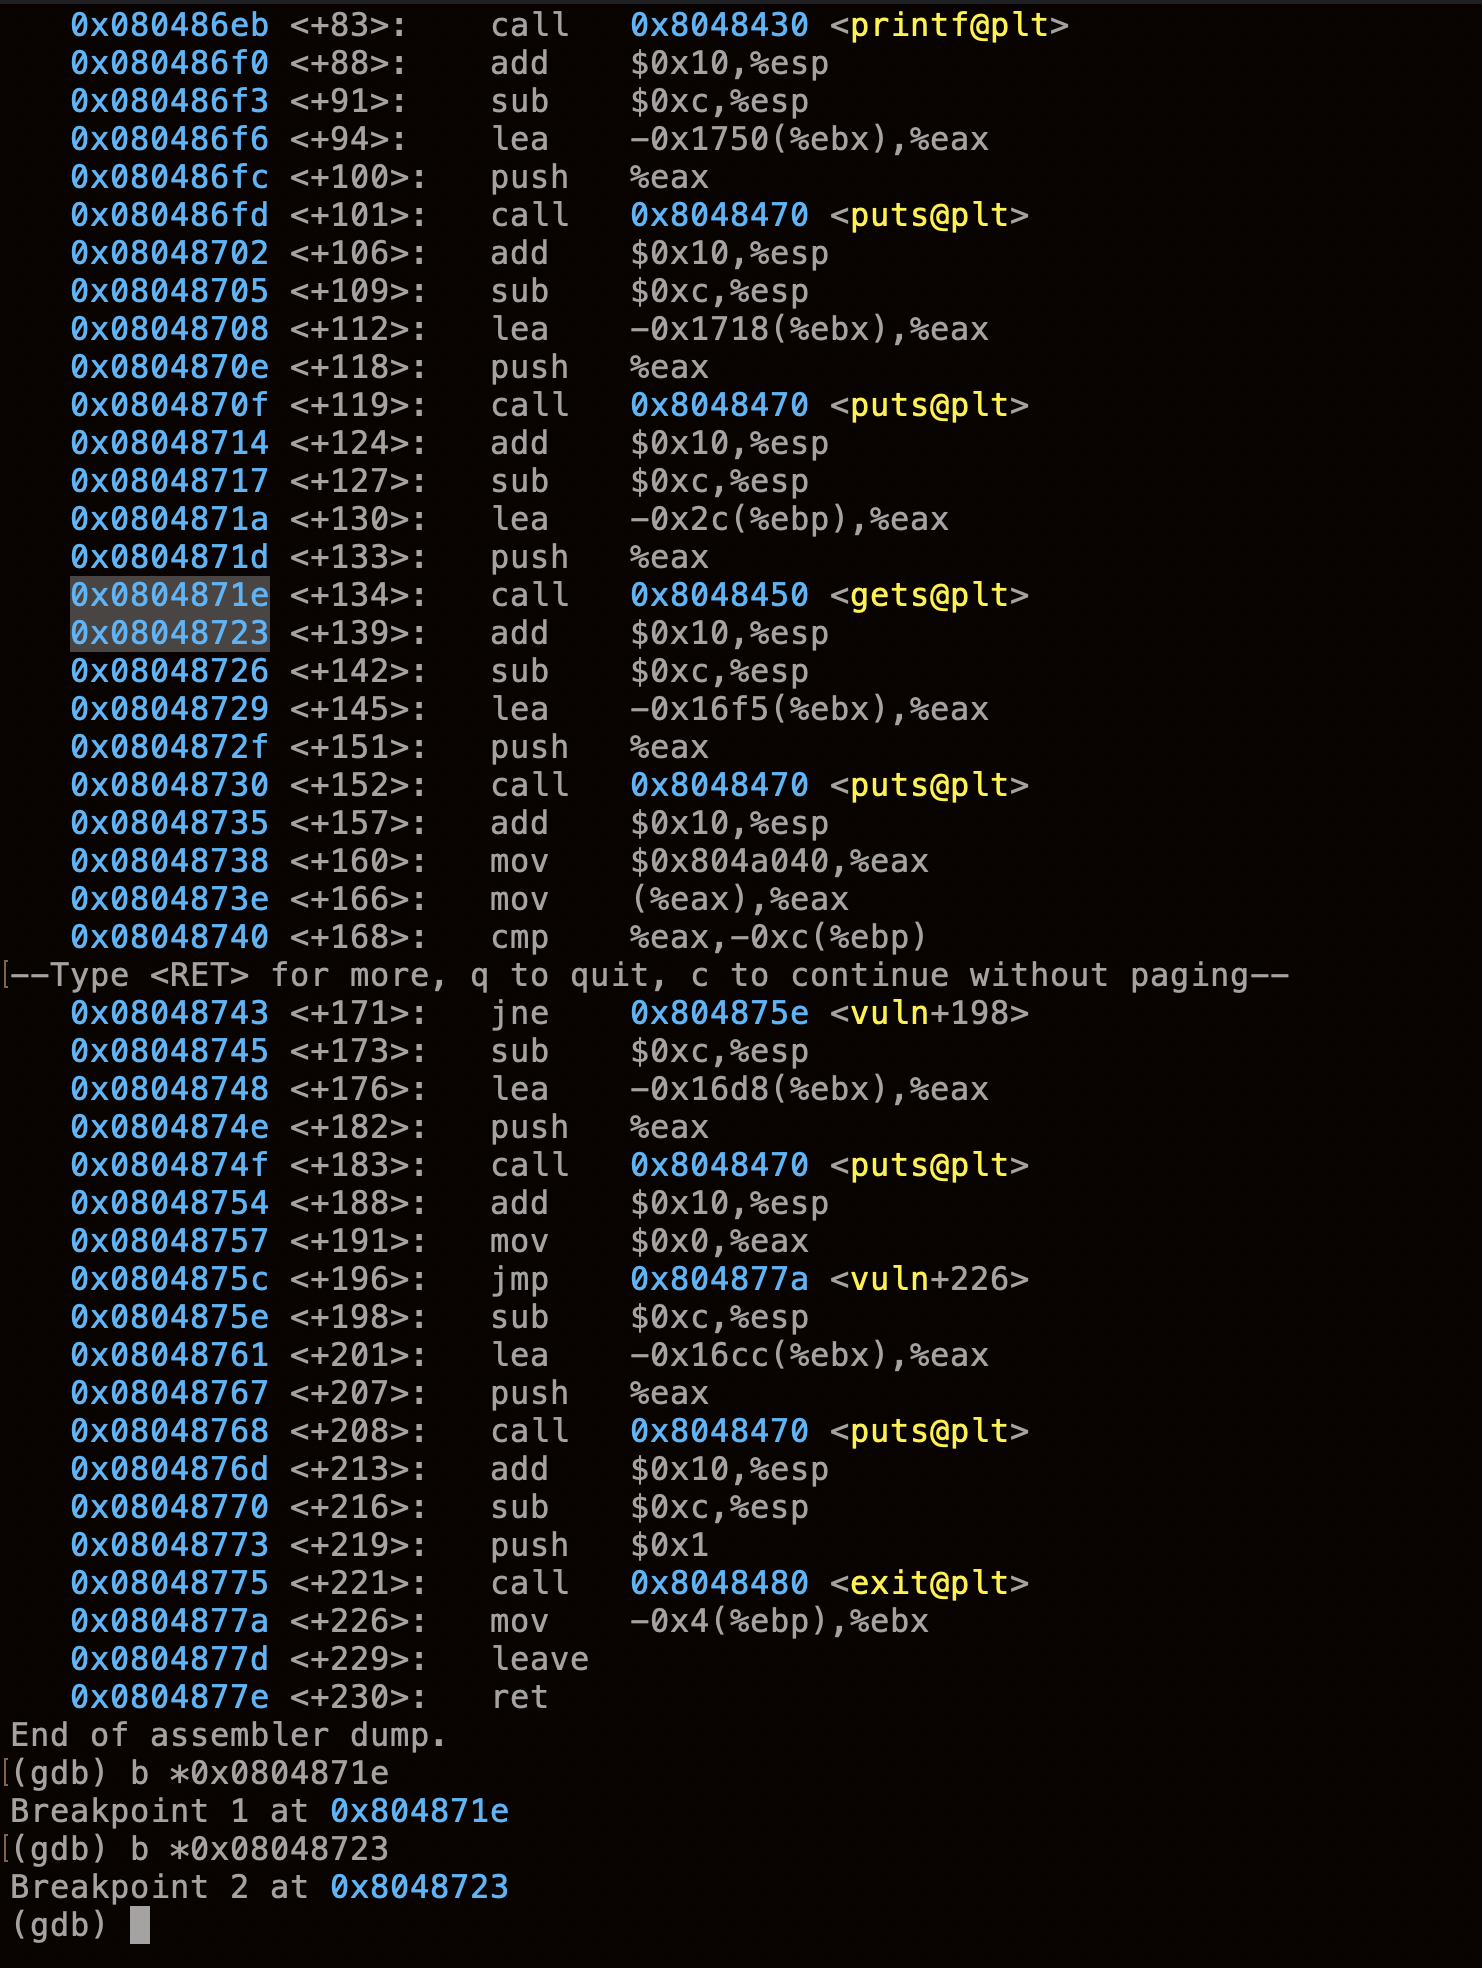 0x080486eb <+83>: call 0x8048430 <printf@plt>
0x080486f0 <+88>: add $0x10,%esp
0x080486f3 <+91>: sub $0xc,%esp
0x080486f6 <+94>: lea -0x1750(%ebx),%eax
0x080486fc <+100>: push %eax
0x080486fd <+101>: call 0x8048470 <puts@plt>
0x08048702 <+106>: add $0x10,%esp
0x08048705 <+109>: sub $0xc,%esp
0x08048708 <+112>: lea -0x1718(%ebx),%eax
0x0804870e <+118>: push %eax
0x0804870f <+119>: call 0x8048470 <puts@plt>
0x08048714 <+124>: add $0x10,%esp
0x08048717 <+127>: sub $0xc,%esp
0x0804871a <+130>: lea -0x2c(%ebp),%eax
0x0804871d <+133>: push %eax
0x0804871e <+134>: call 0x8048450 <gets@plt>
0x08048723 <+139>: add $0x10,%esp
0x08048726 <+142>: sub $0xc,%esp
0x08048729 <+145>: lea -0x16f5(%ebx),%eax
0x0804872f <+151>: push %eax
0x08048730 <+152>: call 0x8048470 <puts@plt>
0x08048735 <+157>: add $0x10,%esp
0x08048738 <+160>: mov $0x804a040,%eax
0x0804873e <+166>: mov (%eax),%eax
0x08048740 <+168>: cmp %eax,-0xc(%ebp)
[--Type <RET> for more, q to quit, c to continue without paging--
0x08048743 <+171>: jne 0x804875e <vuln+198>
0x08048745 <+173>: sub $0xc,%esp
0x08048748 <+176>: lea -0x16d8(%ebx),%eax
0x0804874e <+182>: push %eax
0x0804874f <+183>: call 0x8048470 <puts@plt>
0x08048754 <+188>: add $0x10,%esp
0x08048757 <+191>: mov $0x0,%eax
0x0804875c <+196>: jmp 0x804877a <vuln+226>
0x0804875e <+198>: sub $0xc,%esp
0x08048761 <+201>: lea -0x16cc(%ebx),%eax
0x08048767 <+207>: push %eax
0x08048768 <+208>: call 0x8048470 <puts@plt>
0x0804876d <+213>: add $0x10,%esp
0x08048770 <+216>: sub $0xc,%esp
0x08048773 <+219>: push $0x1
0x08048775 <+221>: call 0x8048480 <exit@plt>
0x0804877a <+226>: mov -0x4(%ebp),%ebx
0x0804877d <+229>: leave
0x0804877e <+230>: ret
End of assembler dump.
[(gdb) b *0x0804871e
Breakpoint 1 at 0x804871e
[(gdb) b *0x08048723
Breakpoint 2 at 0x8048723
(gdb)